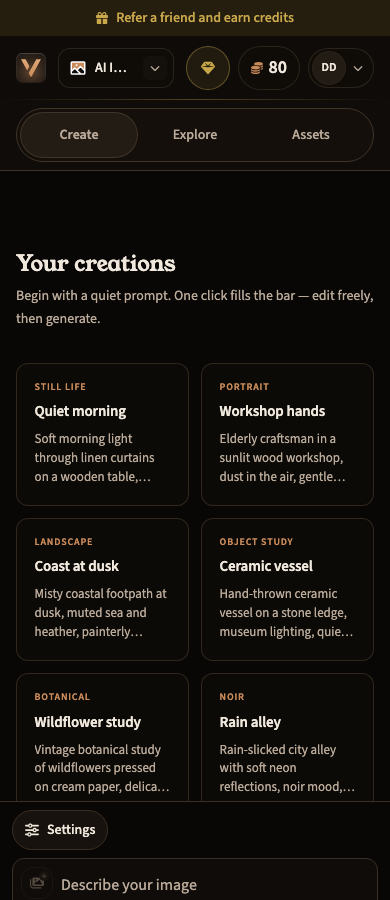 Refer a friend and earn credits
AI I...
80
DD
Create
Explore
Assets
Your creations
Begin with a quiet prompt. One click fills the bar — edit freely,
then generate.
STILL LIFE
Quiet morning
Soft morning light
through linen curtains
on a wooden table,…
PORTRAIT
Workshop hands
Elderly craftsman in a
sunlit wood workshop,
dust in the air, gentle…
LANDSCAPE
Coast at dusk
Misty coastal footpath at
dusk, muted sea and
heather, painterly…
OBJECT STUDY
Ceramic vessel
Hand-thrown ceramic
vessel on a stone ledge,
museum lighting, quie…
BOTANICAL
Wildflower study
Vintage botanical study
of wildflowers pressed
on cream paper, delica…
NOIR
Rain alley
Rain-slicked city alley
with soft neon
reflections, noir mood,…
Settings
Describe your image